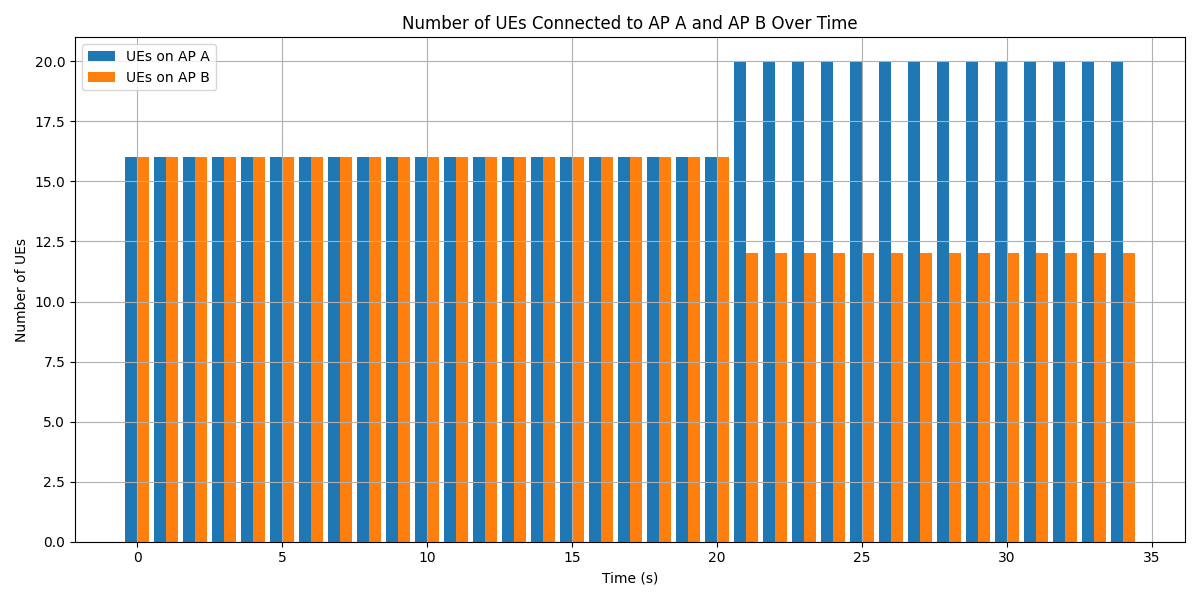 Number of UEs Connected to AP A and AP B Over Time
UEs on AP A
UEs on AP B
Number of UEs
20.0
17.5
15.0
12.5
10.0
7.5
5.0
2.5
0.0
0 5 10 15 20 25 30 35
Time (s)